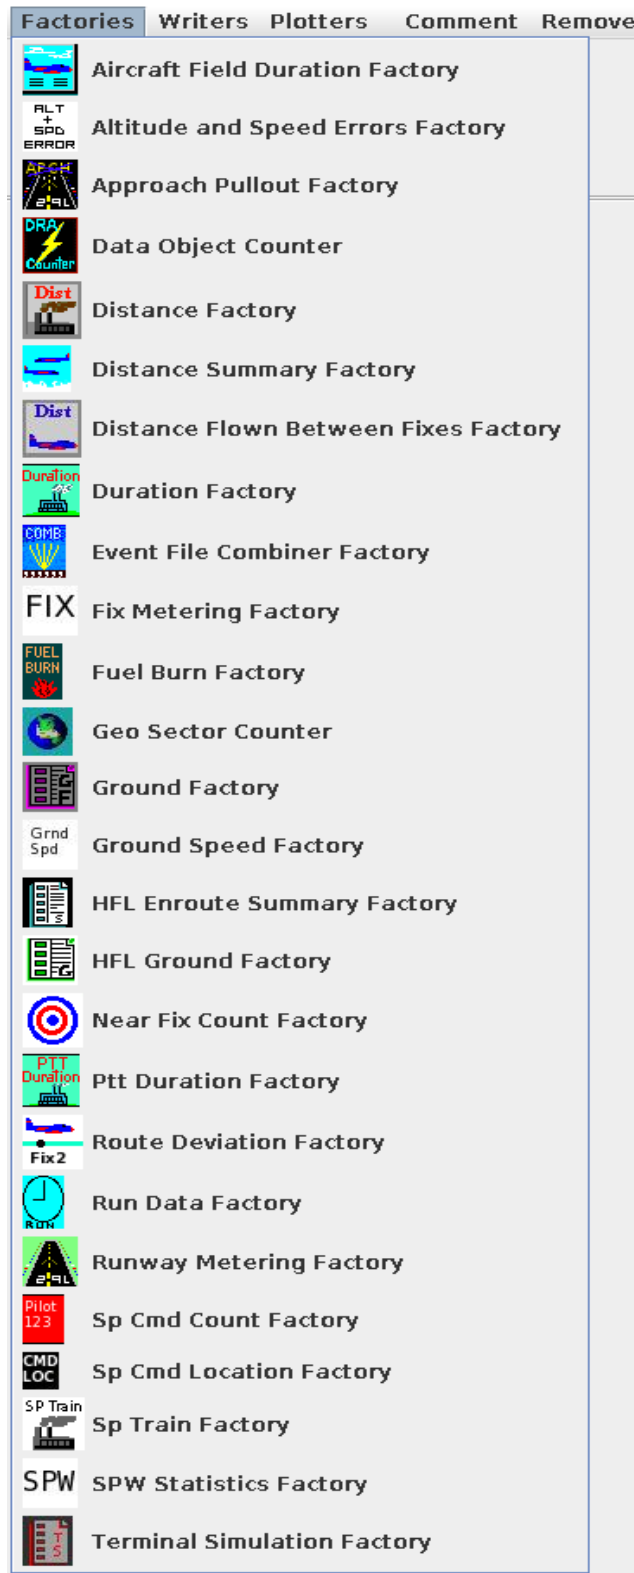 Factories Writers Plotters Comment Remove
Aircraft Field Duration Factory
ALT
+
SPD
ERROR
Altitude and Speed Errors Factory
Approach Pullout Factory
DRA
Counter
Data Object Counter
Dist
Distance Factory
Distance Summary Factory
Dist
Distance Flown Between Fixes Factory
Duration
Duration Factory
COMB
Event File Combiner Factory
FIX
Fix Metering Factory
FUEL
BURN
Fuel Burn Factory
Geo Sector Counter
GF
Ground Factory
Grnd
Spd
Ground Speed Factory
S
HFL Enroute Summary Factory
G
HFL Ground Factory
Near Fix Count Factory
PTT
Duration
Ptt Duration Factory
Fix2
Route Deviation Factory
RUN
Run Data Factory
Runway Metering Factory
Pilot
123
Sp Cmd Count Factory
CMD
LOC
Sp Cmd Location Factory
SP Train
Sp Train Factory
SPW
SPW Statistics Factory
TS
Terminal Simulation Factory